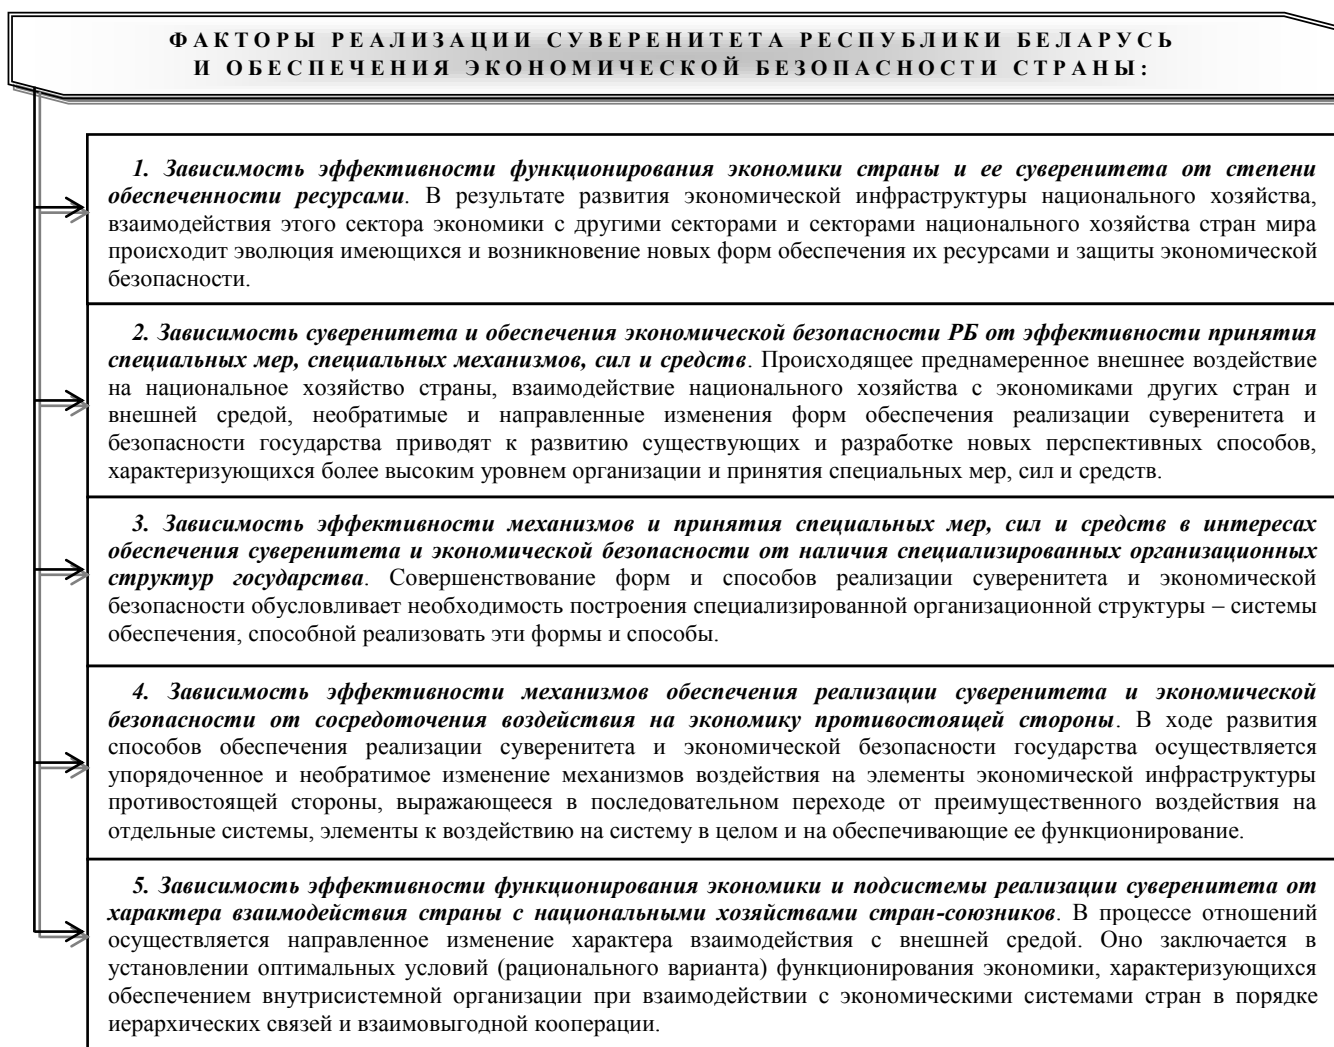 ФАКТОРЫ РЕАЛИЗАЦИИ СУВЕРЕНИТЕТА РЕСПУБЛИКИ БЕЛАРУСЬ
И ОБЕСПЕЧЕНИЯ ЭКОНОМИЧЕСКОЙ БЕЗОПАСНОСТИ СТРАНЫ:
1. Зависимость эффективности функционирования экономики страны и ее суверенитета от степени
обеспеченности ресурсами. В результате развития экономической инфраструктуры национального хозяйства,
взаимодействия этого сектора экономики с другими секторами и секторами национального хозяйства стран мира
происходит эволюция имеющихся и возникновение новых форм обеспечения их ресурсами и защиты экономической
безопасности.
2. Зависимость суверенитета и обеспечения экономической безопасности РБ от эффективности принятия
специальных мер, специальных механизмов, сил и средств. Происходящее преднамеренное внешнее воздействие
на национальное хозяйство страны, взаимодействие национального хозяйства с экономиками других стран и
внешней средой, необратимые и направленные изменения форм обеспечения реализации суверенитета и
безопасности государства приводят к развитию существующих и разработке новых перспективных способов,
характеризующихся более высоким уровнем организации и принятия специальных мер, сил и средств.
3. Зависимость эффективности механизмов и принятия специальных мер, сил и средств в интересах
обеспечения суверенитета и экономической безопасности от наличия специализированных организационных
структур государства. Совершенствование форм и способов реализации суверенитета и экономической
безопасности обусловливает необходимость построения специализированной организационной структуры – системы
обеспечения, способной реализовать эти формы и способы.
4. Зависимость эффективности механизмов обеспечения реализации суверенитета и экономической
безопасности от сосредоточения воздействия на экономику противостоящей стороны. В ходе развития
способов обеспечения реализации суверенитета и экономической безопасности государства осуществляется
упорядоченное и необратимое изменение механизмов воздействия на элементы экономической инфраструктуры
противостоящей стороны, выражающееся в последовательном переходе от преимущественного воздействия на
отдельные системы, элементы к воздействию на систему в целом и на обеспечивающие ее функционирование.
5. Зависимость эффективности функционирования экономики и подсистемы реализации суверенитета от
характера взаимодействия страны с национальными хозяйствами стран-союзников. В процессе отношений
осуществляется направленное изменение характера взаимодействия с внешней средой. Оно заключается в
установлении оптимальных условий (рационального варианта) функционирования экономики, характеризующихся
обеспечением внутрисистемной организации при взаимодействии с экономическими системами стран в порядке
иерархических связей и взаимовыгодной кооперации.